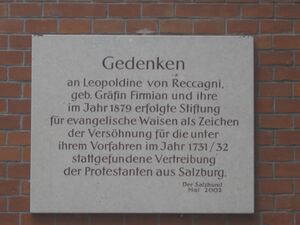 Gedenken
an Leopoldine von Reccagni,
geb. Gräfin Firmian und ihre
im Jahr 1879 erfolgte Stiftung
für evangelische Waisen als Zeichen
der Versöhnung für die unter
ihrem Vorfahren im Jahr 1731/32
stattgefundene Vertreibung
der Protestanten aus Salzburg.
Der Salzbund
Mai 2002